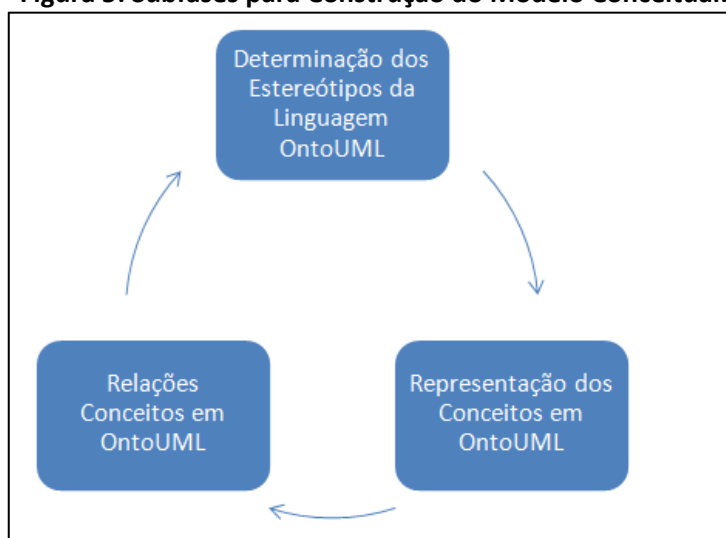 Figura 5: Subfases para Construção do Modelo Conceitual.
Determinação dos
Estereótipos da
Linguagem
OntoUML
Relações
Conceitos em
OntoUML
Representação dos
Conceitos em
OntoUML